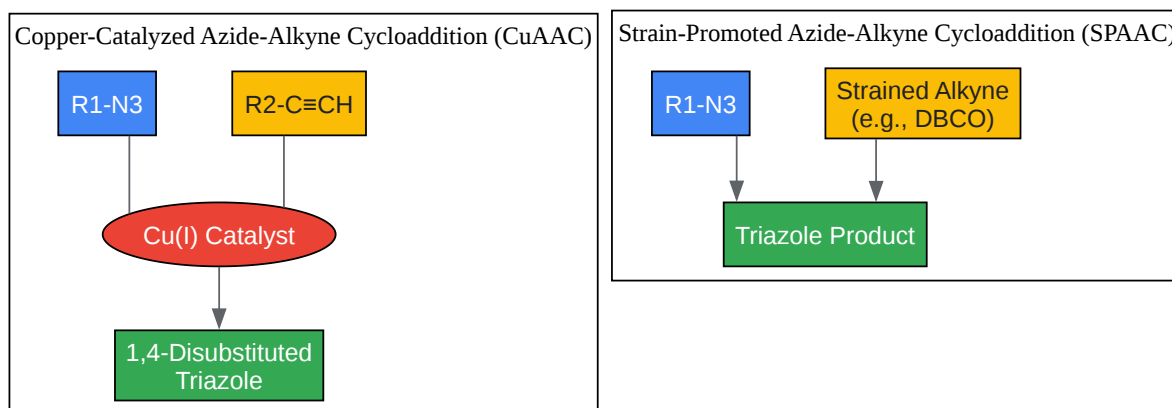 Copper-Catalyzed Azide-Alkyne Cycloaddition (CuAAC)
R1-N3
R2-C≡CH
Cu(I) Catalyst
1,4-Disubstituted
Triazole
Strain-Promoted Azide-Alkyne Cycloaddition (SPAAC)
R1-N3
Strained Alkyne
(e.g., DBCO)
Triazole Product